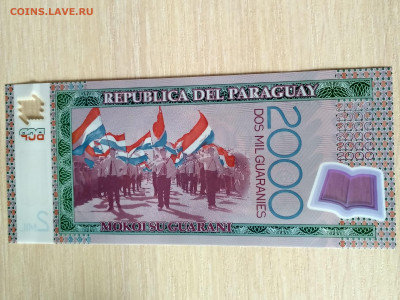 COINS.LAVE.RU
REPUBLICA DEL PARAGUAY
2000
DOS MIL GUARANIES
MOKOI SU GUARANI